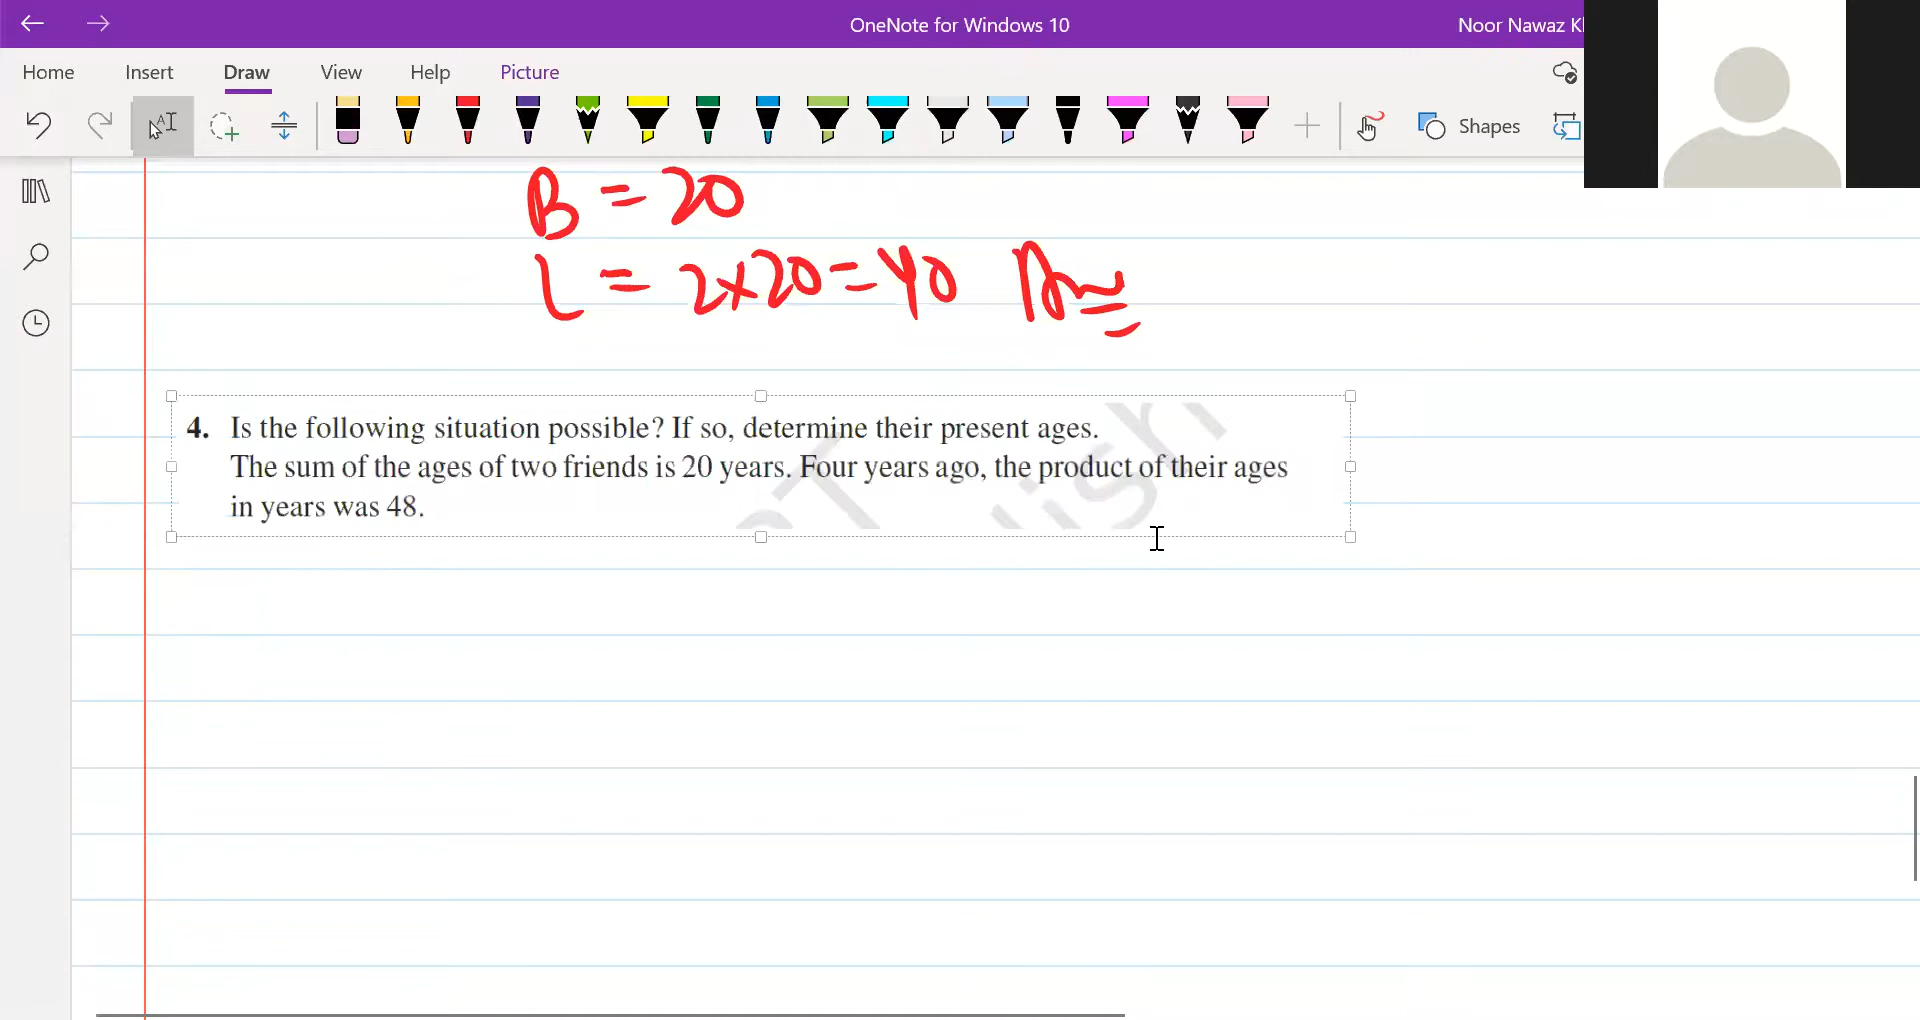 OneNote for Windows 10
Noor Nawaz K
Home Insert Draw View Help Picture
Shapes
B = 20
L = 2×20 = 40 Ans
4. Is the following situation possible? If so, determine their present ages.
The sum of the ages of two friends is 20 years. Four years ago, the product of their ages
in years was 48.